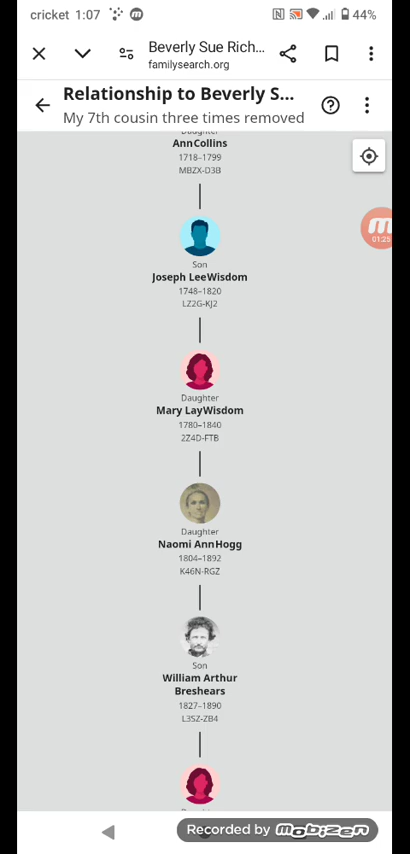 cricket 1:07 44%
Beverly Sue Rich...
familysearch.org
Relationship to Beverly S...
My 7th cousin three times removed
Daughter
AnnCollins
1718–1799
MBZX-D3B
01:25
Son
Joseph LeeWisdom
1748–1820
LZ2G-KJ2
Daughter
Mary LayWisdom
1780–1840
2Z4D-FTB
Daughter
Naomi AnnHogg
1804–1892
K46N-RGZ
Son
William Arthur
Breshears
1827–1890
L3SZ-ZB4
Recorded by mobizen